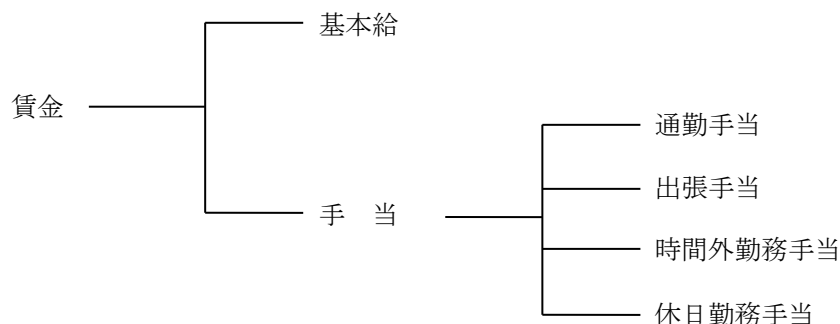 基本給
賃金
通勤手当
出張手当
手　当
時間外勤務手当
休日勤務手当